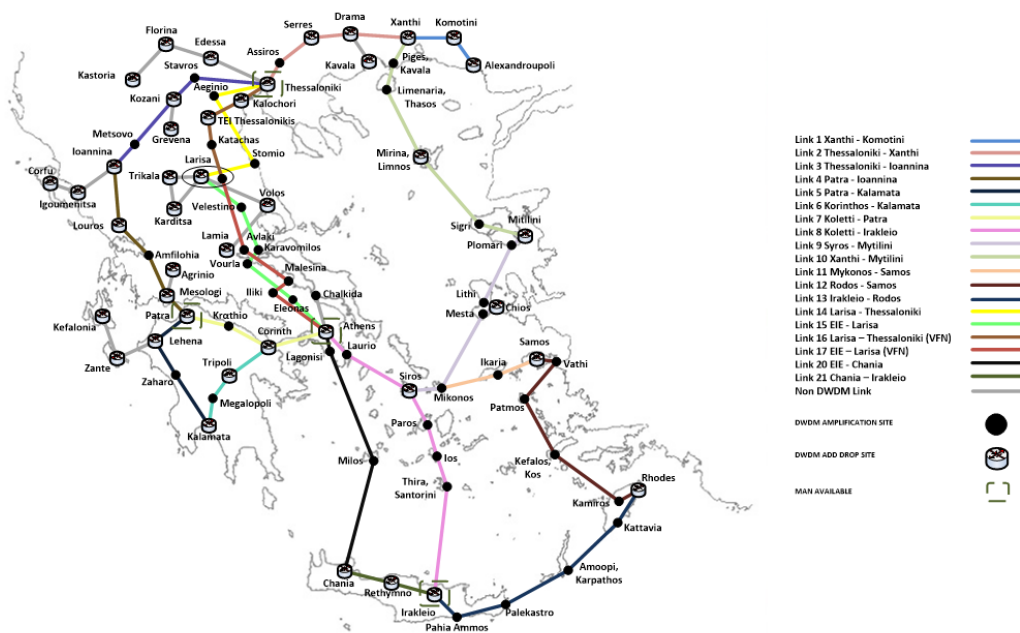 Florina
Edessa
Serres
Drama
Xanthi
Komotini
Kastoria
Stavros
Assiros
Kavala
Piges,
Kavala
Alexandroupoli
Aeginio
Thessaloniki
Limenaria,
Thasos
Kozani
Kalochori
Grevena
TEI Thessalonikis
Metsovo
Katachas
Ioannina
Larisa
Stomio
Mirina,
Limnos
Corfu
Trikala
Igoumenitsa
Karditsa
Velestino
Volos
Louros
Lamia
Avlaki
Karavomilos
Sigri
Mitilini
Plomari
Amfilohia
Vourla
Malesina
Agrinio
Mesologi
Iliki
Eleonas
Chalkida
Lithi
Mesta
Chios
Kefalonia
Patra
Krαthio
Corinth
Athens
Lehena
Lagonisi
Laurio
Zante
Tripoli
Zaharo
Megalopoli
Kalamata
Ikaria
Samos
Vathi
Siros
Mikonos
Patmos
Paros
Milos
Ios
Kefalos,
Kos
Thira,
Santorini
Rhodes
Kamiros
Kattavia
Amoopi,
Karpathos
Chania
Rethymno
Irakleio
Palekastro
Pahia Ammos
Link 1 Xanthi - Komotini
Link 2 Thessaloniki - Xanthi
Link 3 Thessaloniki - Ioannina
Link 4 Patra - Ioannina
Link 5 Patra - Kalamata
Link 6 Korinthos - Kalamata
Link 7 Koletti - Patra
Link 8 Koletti - Irakleio
Link 9 Syros - Mytilini
Link 10 Xanthi - Mytilini
Link 11 Mykonos - Samos
Link 12 Rodos - Samos
Link 13 Irakleio - Rodos
Link 14 Larisa - Thessaloniki
Link 15 EIE - Larisa
Link 16 Larisa – Thessaloniki (VFN)
Link 17 EIE – Larisa (VFN)
Link 20 EIE - Chania
Link 21 Chania – Irakleio
Non DWDM Link
DWDM AMPLIFICATION SITE
DWDM ADD DROP SITE
MAN AVAILABLE